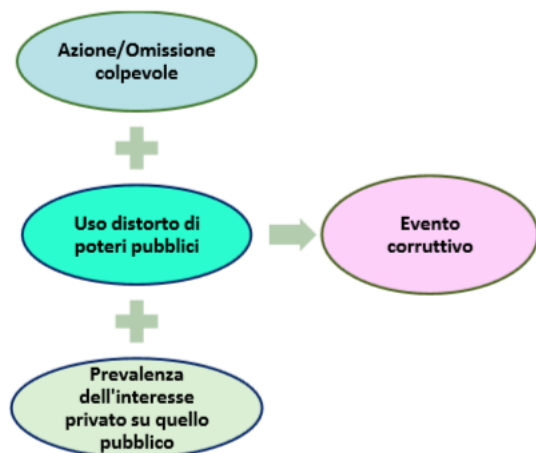 Azione/Omissione
colpevole
Uso distorto di
poteri pubblici
Evento
corruttivo
Prevalenza
dell'interesse
privato su quello
pubblico